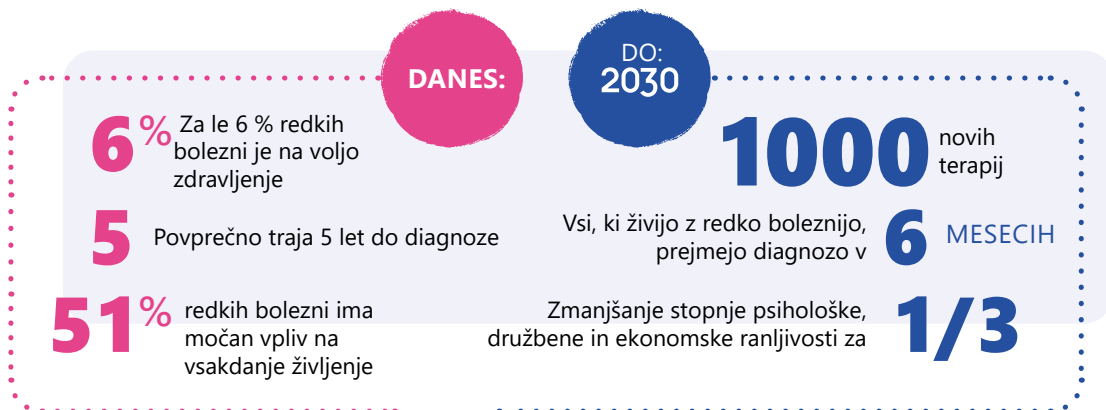 DANES:
6%
Za le 6 % redkih
bolezni je na voljo
zdravljenje
5
Povprečno traja 5 let do diagnoze
51%
redkih bolezni ima
močan vpliv na
vsakdanje življenje
DO:
2030
1000
novih
terapij
Vsi, ki živijo z redko boleznijo,
prejmejo diagnozo v
6 MESECIH
Zmanjšanje stopnje psihološke,
družbene in ekonomske ranljivosti za
1/3